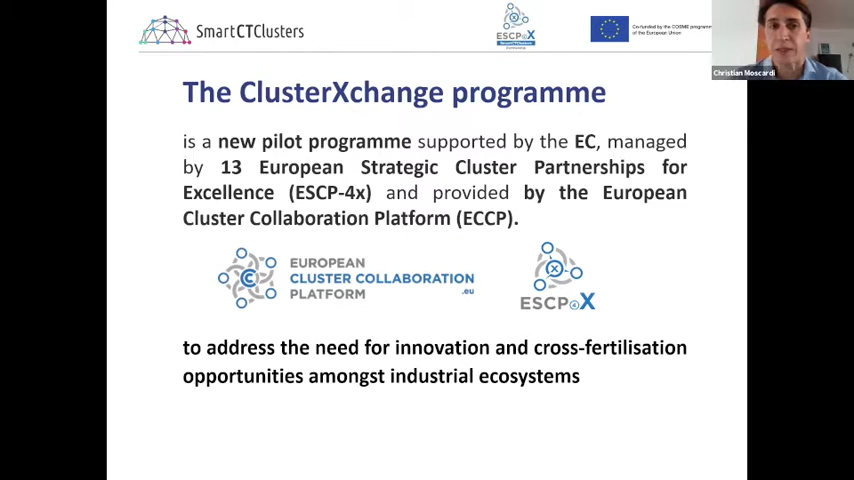 SmartCTClusters
ESCP4X
SmartCTClusters
Co-funded by the COSME programm
of the European Union
Christian Moscardi
The ClusterXchange programme
is a new pilot programme supported by the EC, managed
by 13 European Strategic Cluster Partnerships for
Excellence (ESCP-4x) and provided by the European
Cluster Collaboration Platform (ECCP).
EUROPEAN
CLUSTER COLLABORATION
PLATFORM
.eu
ESCP4X
to address the need for innovation and cross-fertilisation
opportunities amongst industrial ecosystems